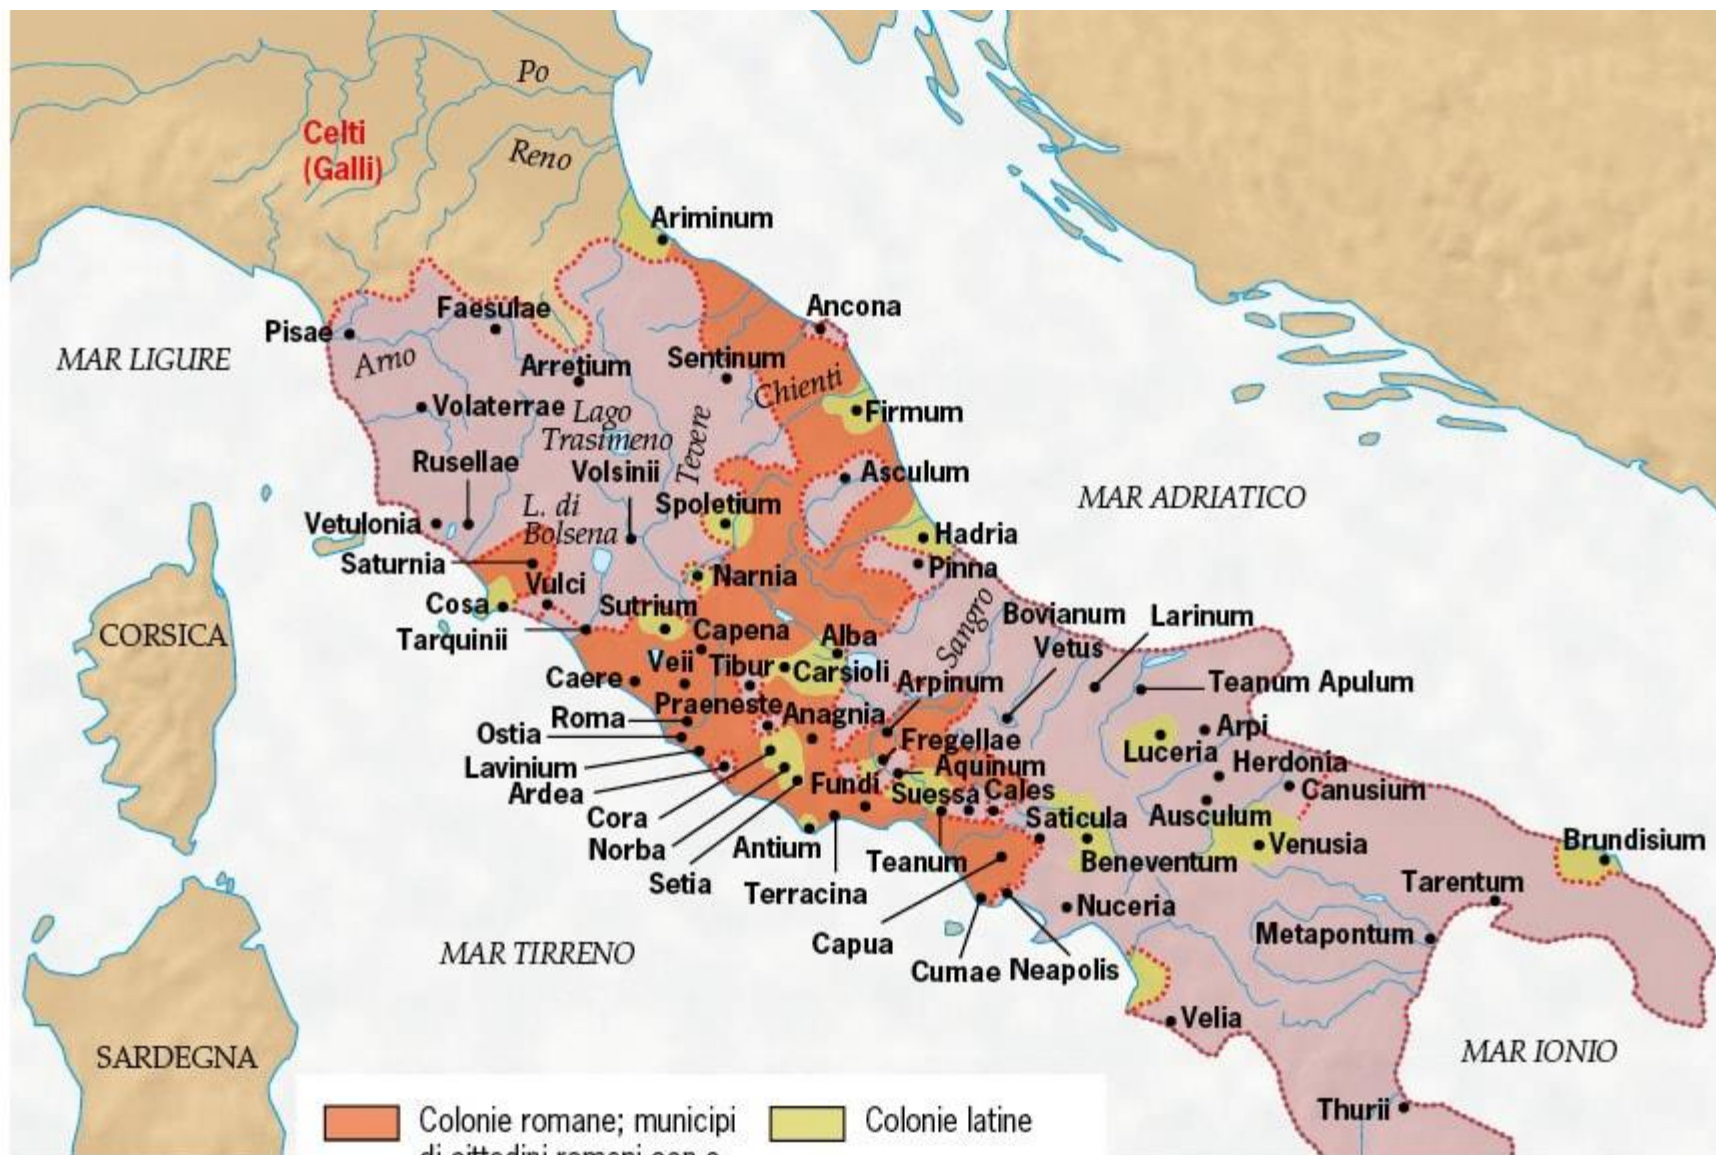 Po
Celti
(Galli)
Reno
Ariminum
Ancona
Faesulae
Pisae
MAR LIGURE
Arno
Arretium
Sentinum
Chienti
Volaterrae
Lago
Trasimeno
Tevere
Firmum
Rusellae
Volsinii
Asculum
MAR ADRIATICO
L. di
Bolsena
Spoletium
Vetulonia
Hadria
Saturnia
Pinna
Vulci
Narnia
Cosa
Sutrium
Sangro
Bovianum
Vetus
Larinum
CORSICA
Tarquinii
Capena
Alba
Veii
Tibur
Carsioli
Caere
Arpinum
Teanum Apulum
Praeneste
Anagnia
Roma
Ostia
Arpi
Fregellae
Luceria
Lavinium
Aquinum
Herdonia
Ardea
Fundi
Suessa
Cales
Canusium
Cora
Saticula
Ausculum
Norba
Antium
Venusia
Brundisium
Teanum
Beneventum
Setia
Terracina
Tarentum
Nuceria
Capua
Metapontum
MAR TIRRENO
Cumae
Neapolis
Velia
SARDEGNA
MAR IONIO
Thurii
Colonie romane; municipi
di cittadini romani con o
Colonie latine